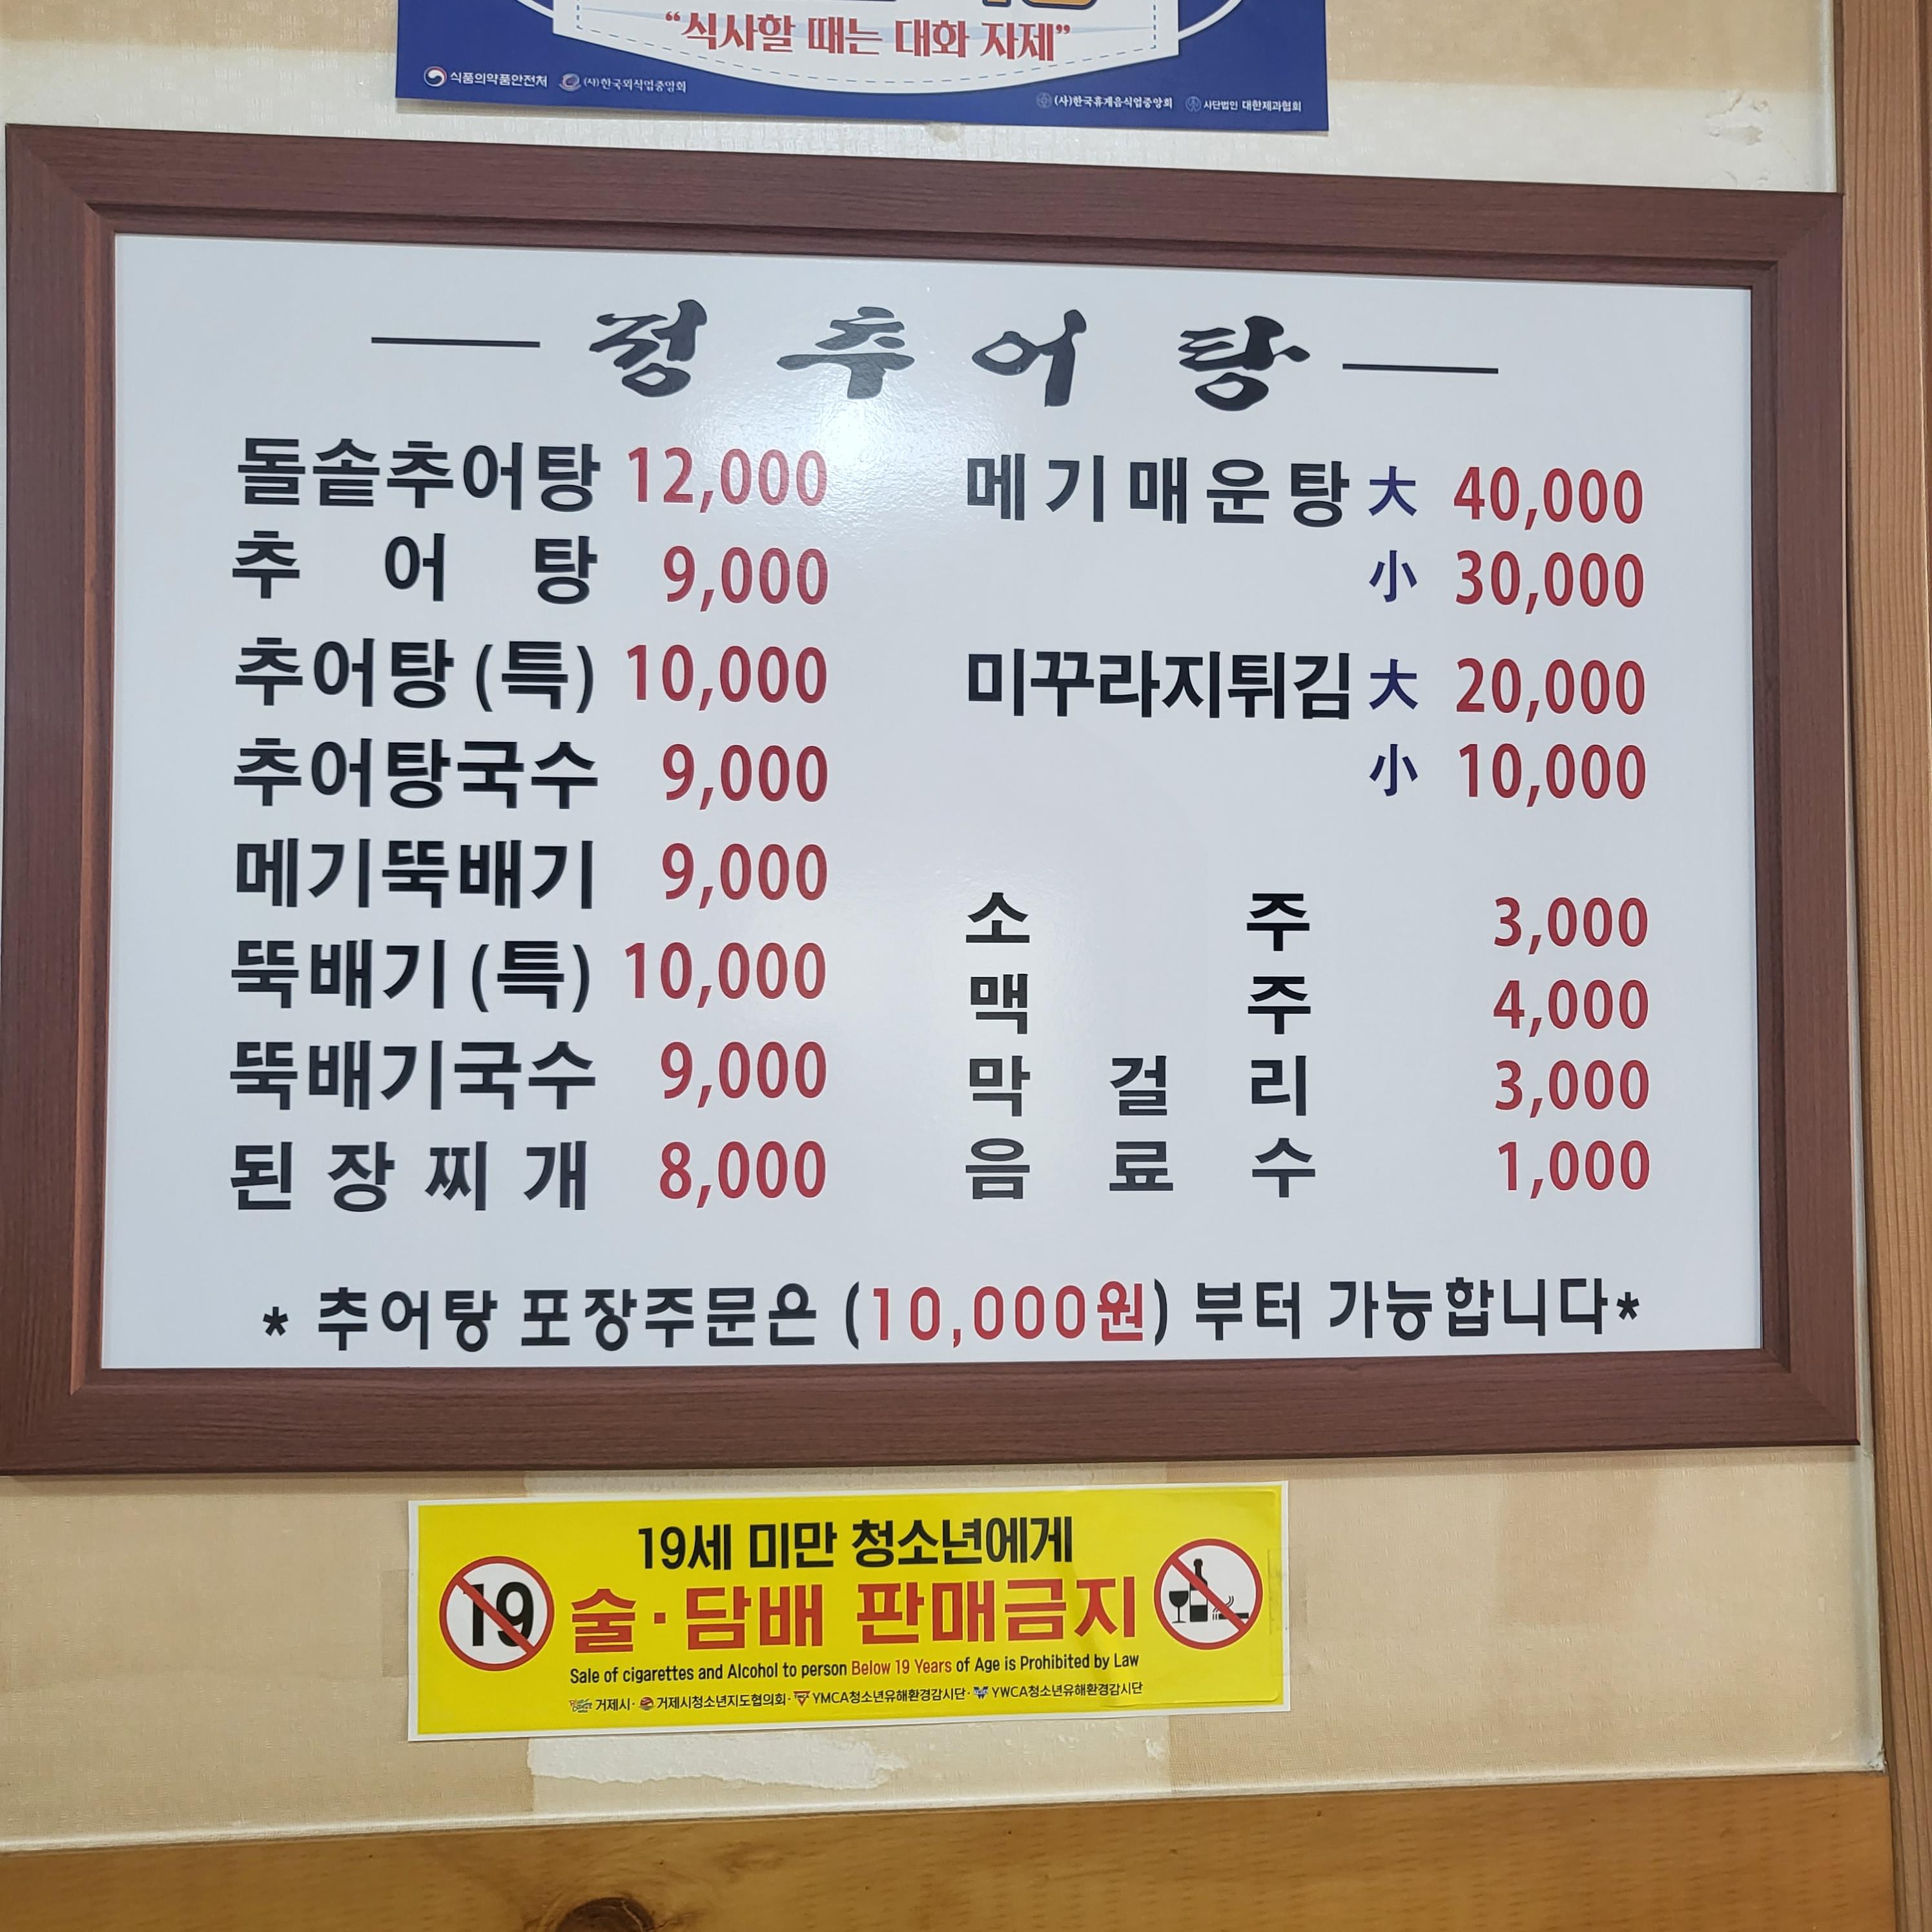 "식사할 때는 대화 자제"
식품의약품안전처 (사)한국외식업중앙회 (사)한국휴게음식업중앙회 사단법인 대한제과협회
정 추 어 탕
돌솥추어탕 12,000
추 어 탕 9,000
추어탕 (특) 10,000
추어탕국수 9,000
메기뚝배기 9,000
뚝배기 (특) 10,000
뚝배기국수 9,000
된 장 찌 개 8,000
메기매운탕 大 40,000
小 30,000
미꾸라지튀김 大 20,000
小 10,000
소 주 3,000
맥 주 4,000
막 걸 리 3,000
음 료 수 1,000
* 추어탕 포장주문은 (10,000원) 부터 가능합니다*
19세 미만 청소년에게
19 술·담배 판매금지
Sale of cigarettes and Alcohol to person Below 19 Years of Age is Prohibited by Law
거제시· 거제시청소년지도협의회· YMCA청소년유해환경감시단· YWCA청소년유해환경감시단